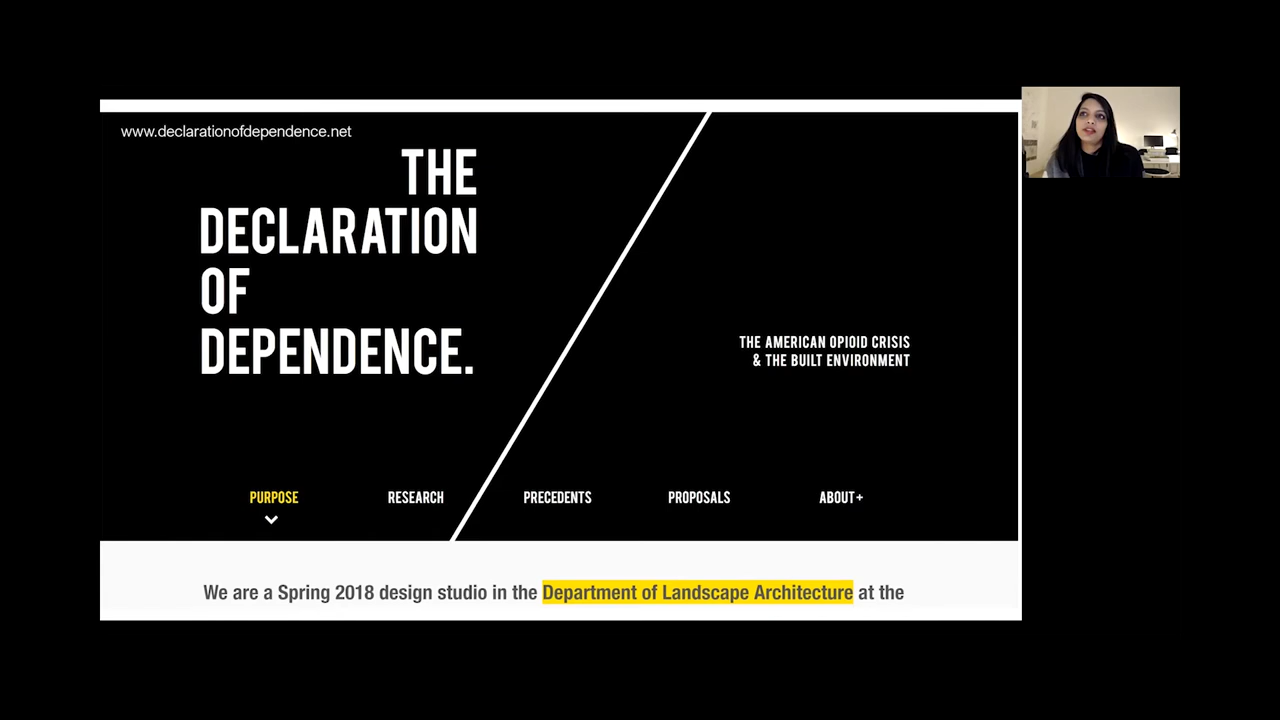 www.declarationofdependence.net
THE
DECLARATION
OF
DEPENDENCE.
THE AMERICAN OPIOID CRISIS
& THE BUILT ENVIRONMENT
PURPOSE
RESEARCH
PRECEDENTS
PROPOSALS
ABOUT+
We are a Spring 2018 design studio in the Department of Landscape Architecture at the